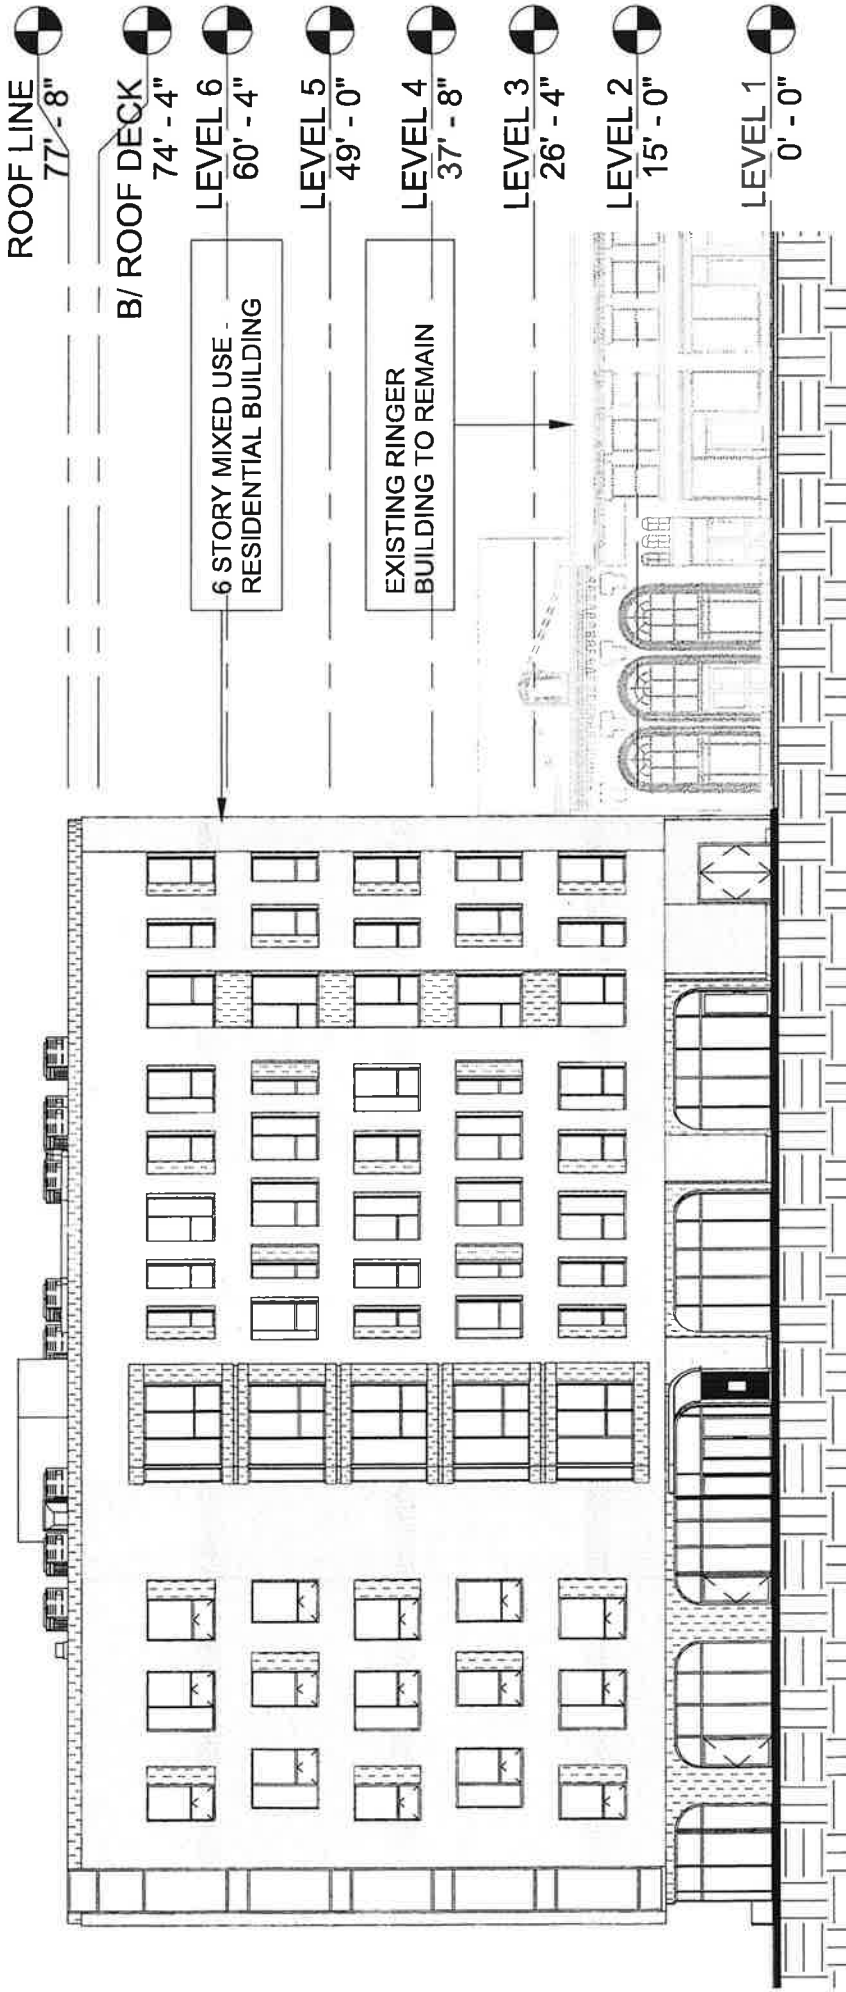 ROOF LINE
77' - 8"
B/ ROOF DECK
74' - 4"
LEVEL 6
60' - 4"
LEVEL 5
49' - 0"
LEVEL 4
37' - 8"
LEVEL 3
26' - 4"
LEVEL 2
15' - 0"
LEVEL 1
0' - 0"
6 STORY MIXED USE -
RESIDENTIAL BUILDING
EXISTING RINGER
BUILDING TO REMAIN